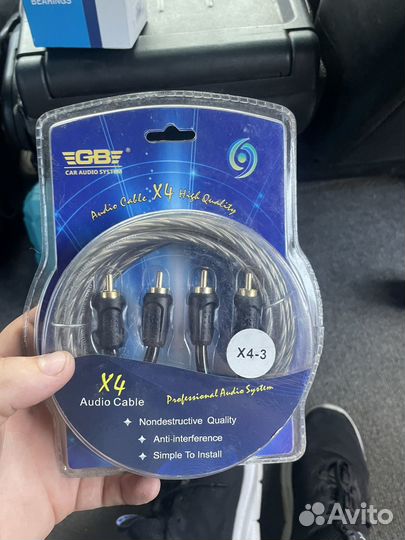 BEARINGS
GB
CAR AUDIO SYSTEM
Audio Cable X4 High Quality
X4-3
X4
Audio Cable
Professional Audio System
Nondestructive Quality
Anti-interference
Simple To Install
Avito